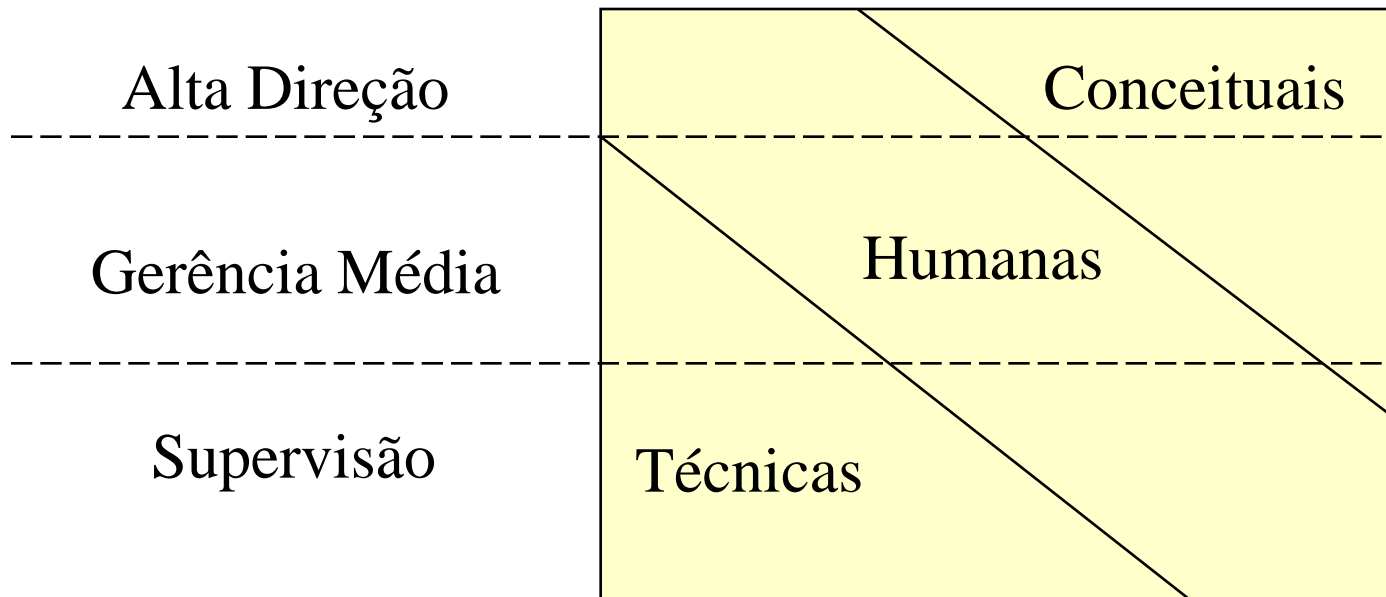 Alta Direção
Conceituais
Gerência Média
Humanas
Supervisão
Técnicas